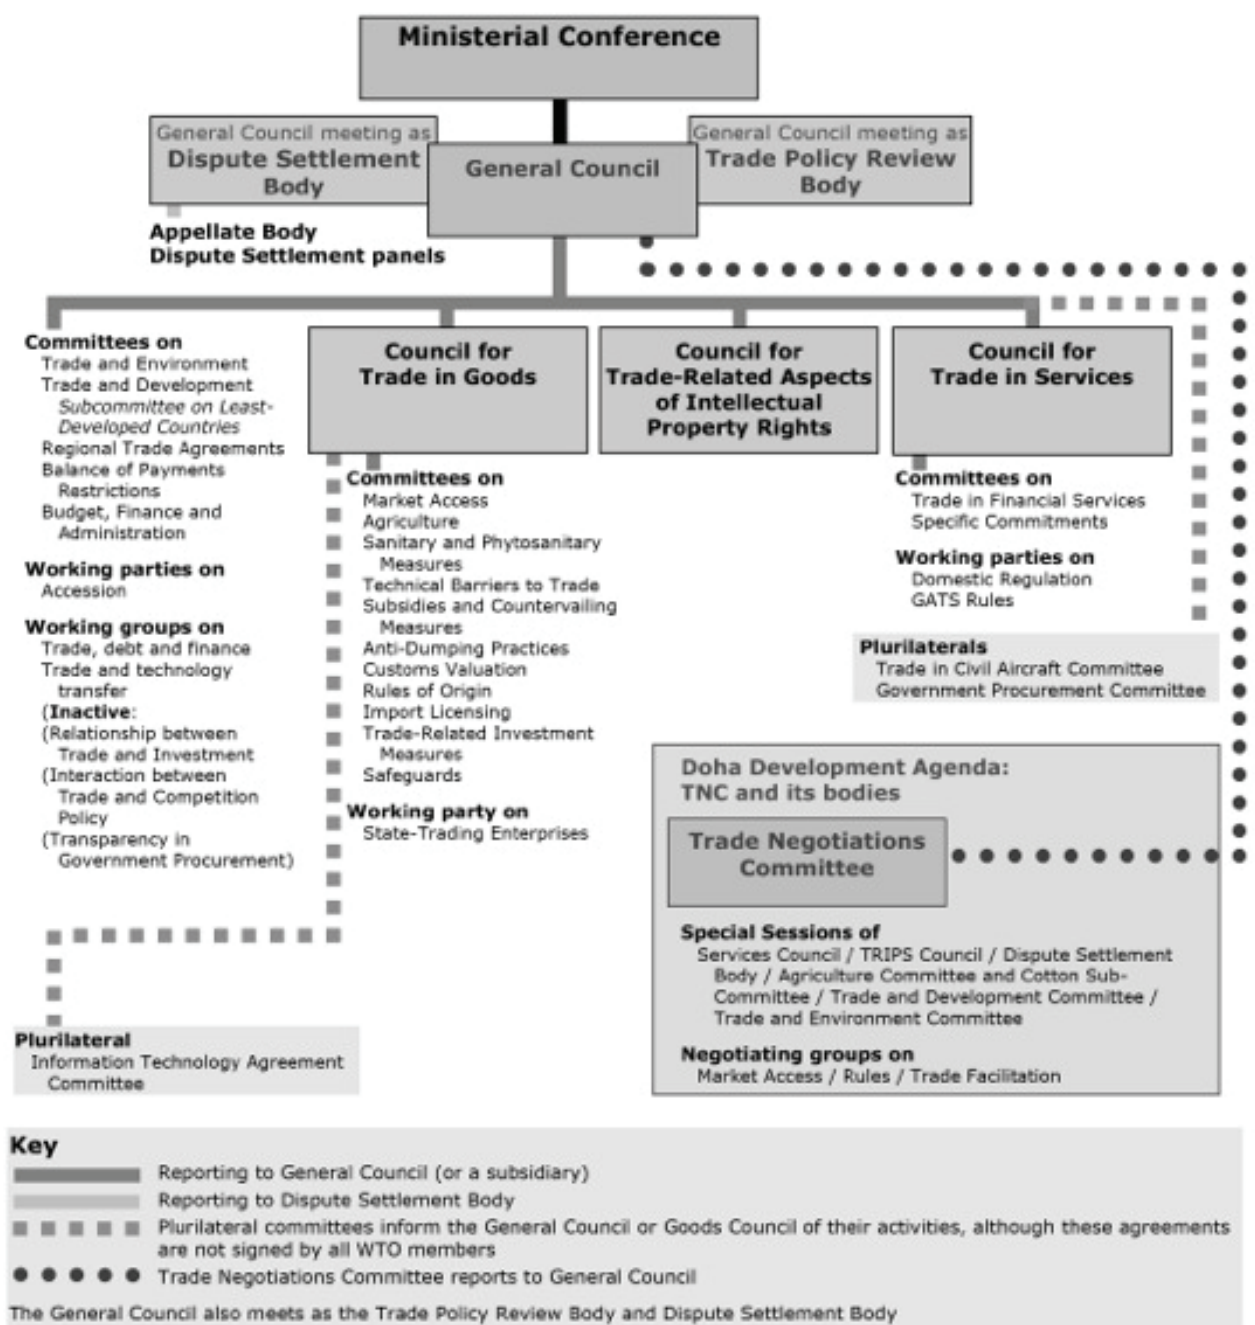 Ministerial Conference
General Council meeting as
Dispute Settlement
Body
General Council
General Council meeting as
Trade Policy Review
Body
Appellate Body
Dispute Settlement panels
Committees on
Trade and Environment
Trade and Development
Subcommittee on Least-
Developed Countries
Regional Trade Agreements
Balance of Payments
Restrictions
Budget, Finance and
Administration
Working parties on
Accession
Working groups on
Trade, debt and finance
Trade and technology
transfer
(Inactive:
(Relationship between
Trade and Investment
(Interaction between
Trade and Competition
Policy
(Transparency in
Government Procurement)
Plurilateral
Information Technology Agreement
Committee
Council for
Trade in Goods
Committees on
Market Access
Agriculture
Sanitary and Phytosanitary
Measures
Technical Barriers to Trade
Subsidies and Countervailing
Measures
Anti-Dumping Practices
Customs Valuation
Rules of Origin
Import Licensing
Trade-Related Investment
Measures
Safeguards
Working party on
State-Trading Enterprises
Council for
Trade-Related Aspects
of Intellectual
Property Rights
Council for
Trade in Services
Committees on
Trade in Financial Services
Specific Commitments
Working parties on
Domestic Regulation
GATS Rules
Plurilaterals
Trade in Civil Aircraft Committee
Government Procurement Committee
Doha Development Agenda:
TNC and its bodies
Trade Negotiations
Committee
Special Sessions of
Services Council / TRIPS Council / Dispute Settlement
Body / Agriculture Committee and Cotton Sub-
Committee / Trade and Development Committee /
Trade and Environment Committee
Negotiating groups on
Market Access / Rules / Trade Facilitation
Key
Reporting to General Council (or a subsidiary)
Reporting to Dispute Settlement Body
Plurilateral committees inform the General Council or Goods Council of their activities, although these agreements
are not signed by all WTO members
Trade Negotiations Committee reports to General Council
The General Council also meets as the Trade Policy Review Body and Dispute Settlement Body